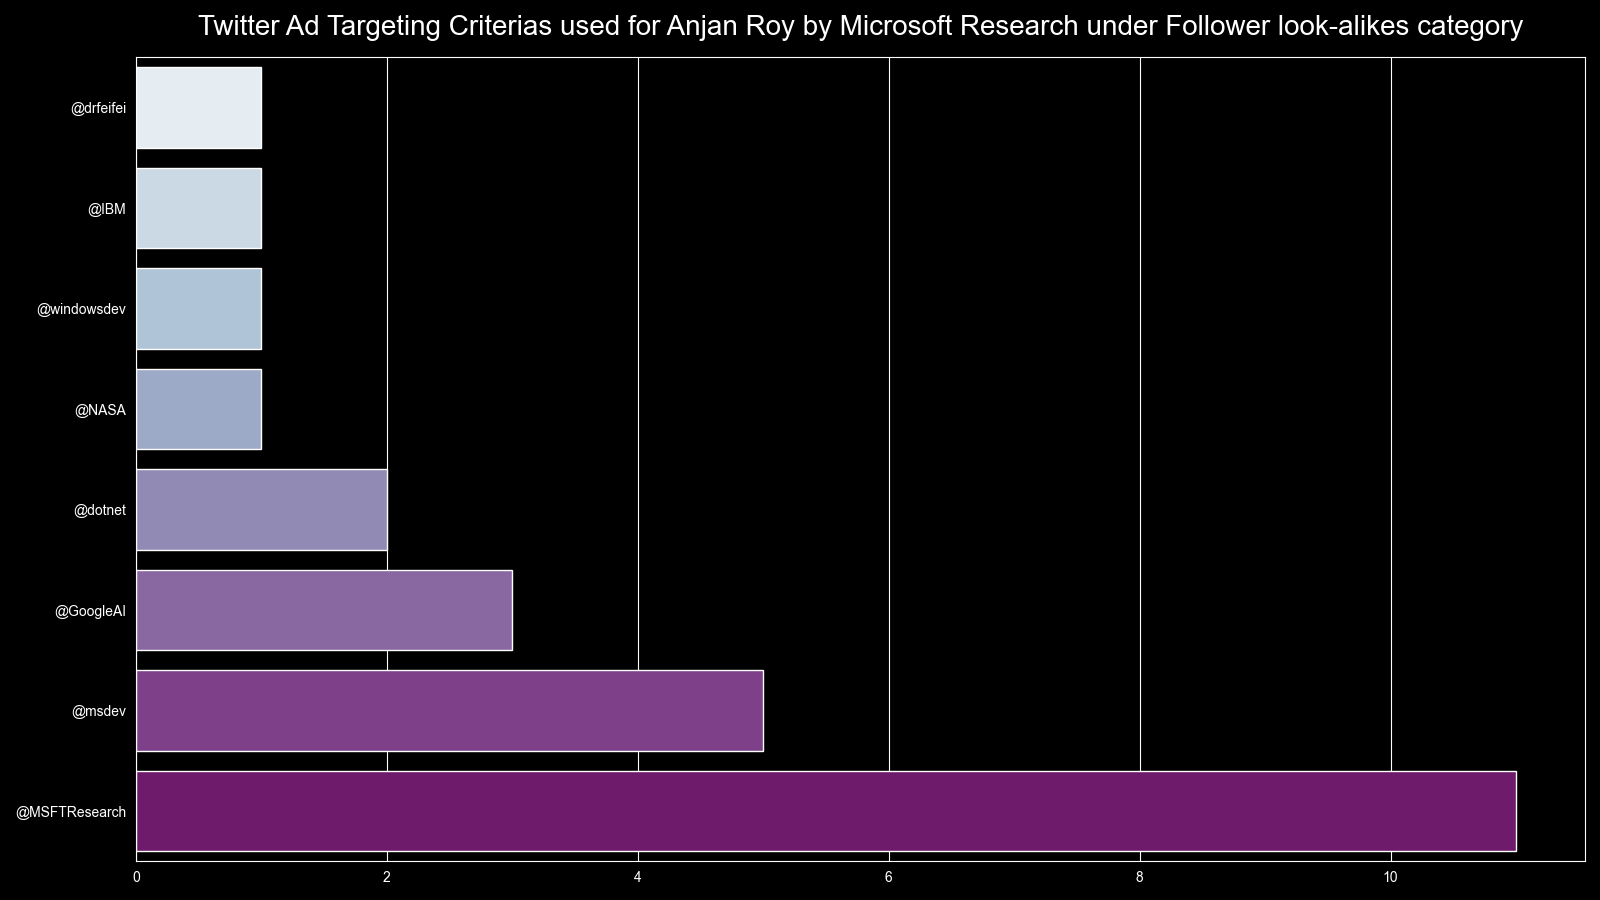 Twitter Ad Targeting Criterias used for Anjan Roy by Microsoft Research under Follower look-alikes category
@drfeifei
@IBM
@windowsdev
@NASA
@dotnet
@GoogleAI
@msdev
@MSFTResearch
0 2 4 6 8 10